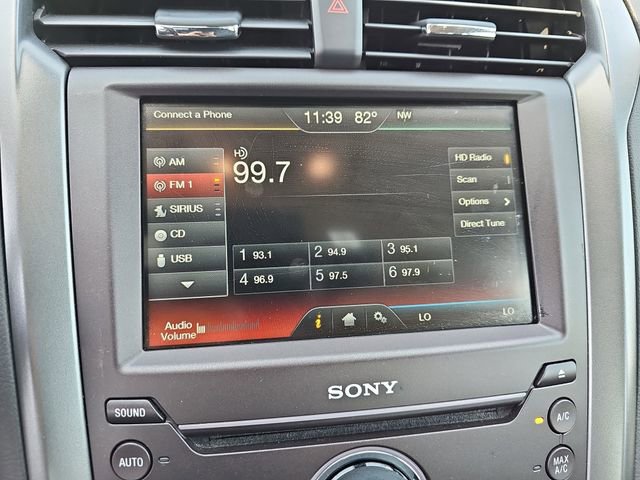 Connect a Phone 11:39 82° NW
AM
FM 1
SIRIUS
CD
USB
HD 99.7
HD Radio
Scan
Options
Direct Tune
1 93.1 2 94.9 3 95.1
4 96.9 5 97.5 6 97.9
Audio
Volume
i LO LO
SONY
SOUND
AUTO
A/C
MAX
A/C